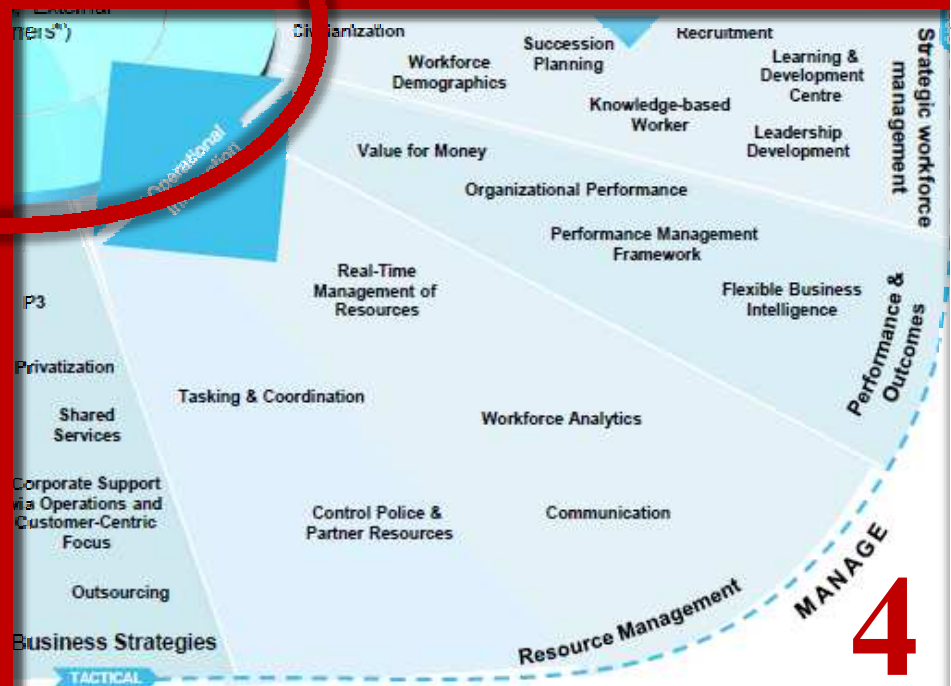 External
ners")
Civilianization
Workforce
Demographics
Succession
Planning
Recruitment
Learning &
Development
Centre
Knowledge-based
Worker
Leadership
Development
Strategic workforce
management
Operational
Value for Money
Organizational Performance
Performance Management
Framework
Flexible Business
Intelligence
Performance &
Outcomes
Real-Time
Management of
Resources
Tasking & Coordination
Workforce Analytics
Control Police &
Partner Resources
Communication
Resource Management
MANAGE
4
P3
Privatization
Shared
Services
Corporate Support
via Operations and
Customer-Centric
Focus
Outsourcing
Business Strategies
TACTICAL